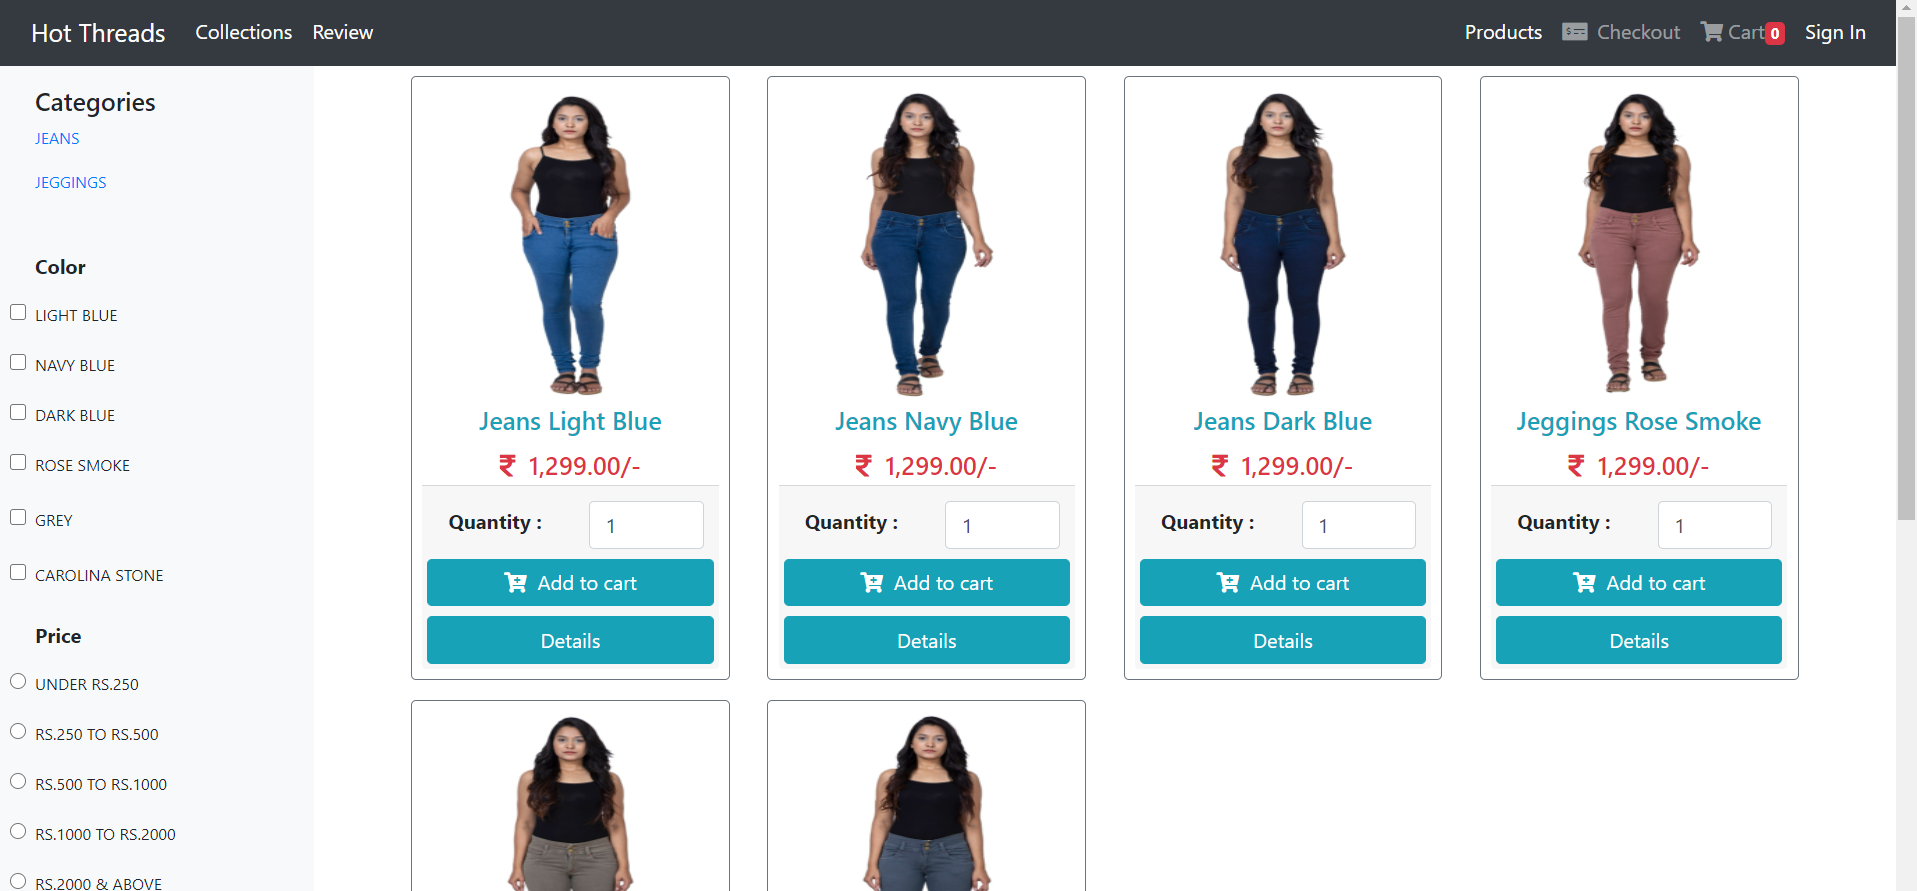 Hot Threads Collections Review Products Checkout Cart 0 Sign In
Categories
JEANS
JEGGINGS
Color
LIGHT BLUE
NAVY BLUE
DARK BLUE
ROSE SMOKE
GREY
CAROLINA STONE
Price
UNDER RS.250
RS.250 TO RS.500
RS.500 TO RS.1000
RS.1000 TO RS.2000
RS.2000 & ABOVE
Jeans Light Blue
₹ 1,299.00/-
Quantity : 1
Add to cart
Details
Jeans Navy Blue
₹ 1,299.00/-
Quantity : 1
Add to cart
Details
Jeans Dark Blue
₹ 1,299.00/-
Quantity : 1
Add to cart
Details
Jeggings Rose Smoke
₹ 1,299.00/-
Quantity : 1
Add to cart
Details